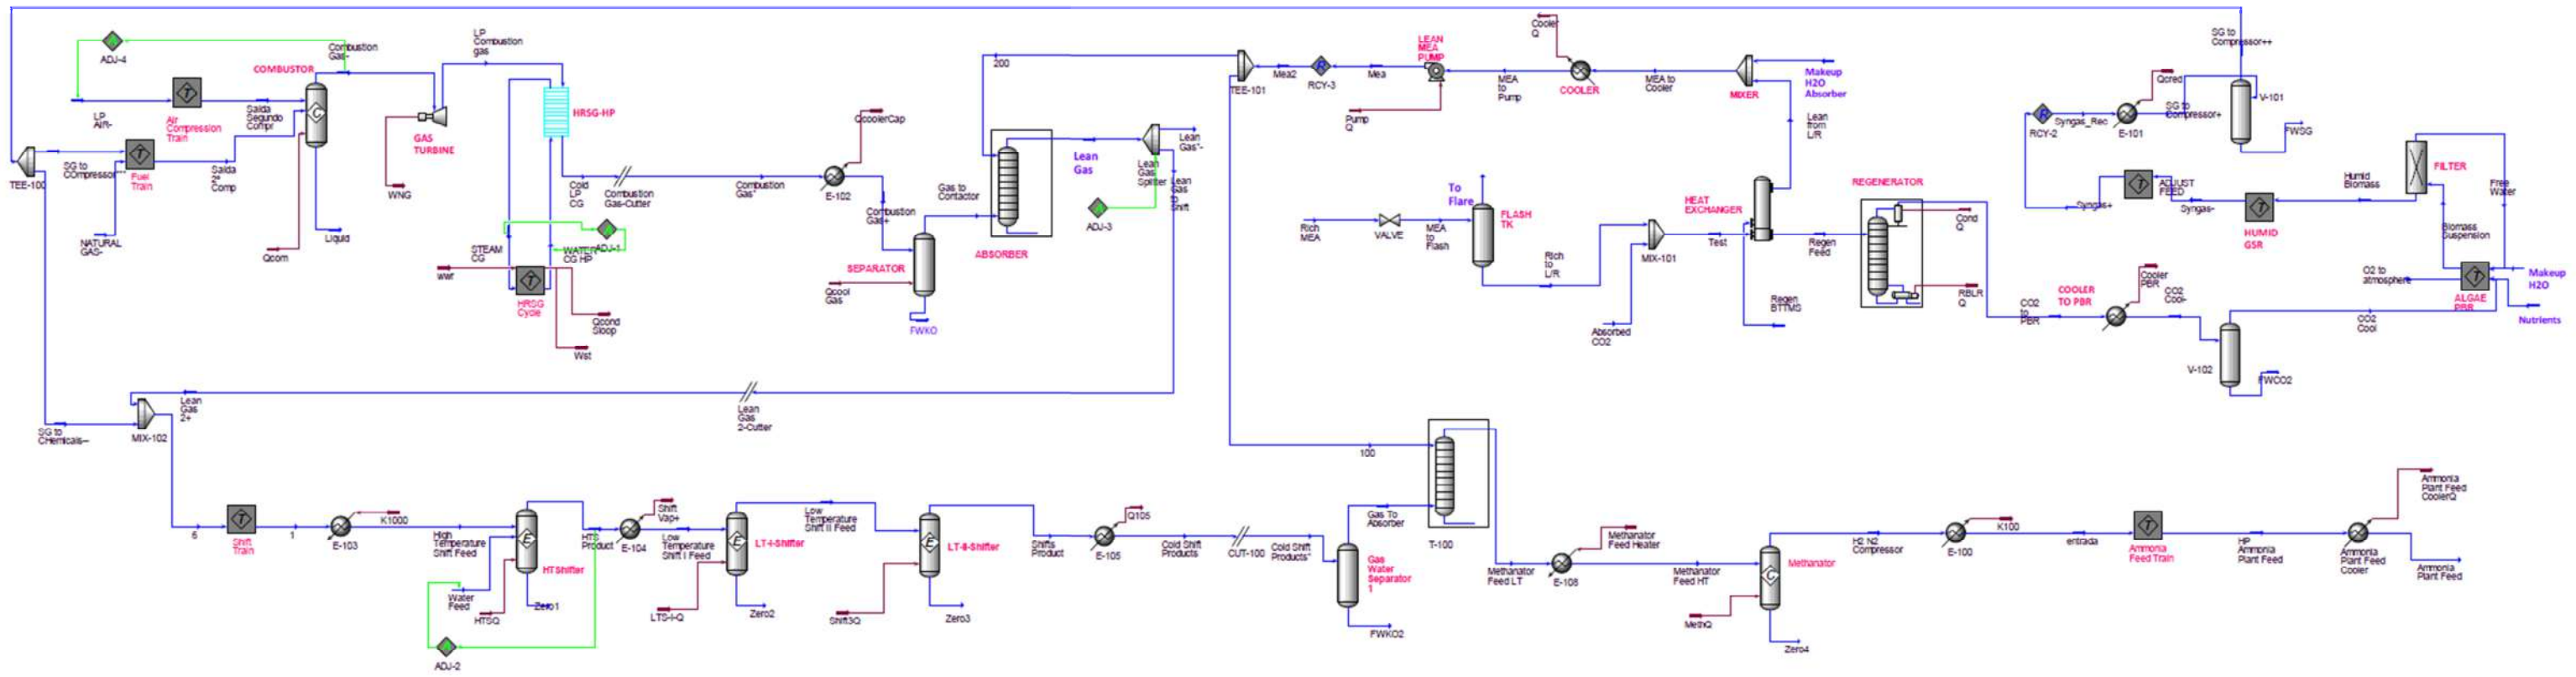 SG to
Compressor++
LP
Combustion
gas
Combustion
Gas-
ADJ-4
COMBUSTOR
LP
AIR-
Air
Compression
Train
Salda
Segundo
Compr
GAS
TURBINE
WNG
TEE-100
SG to
COmpressor
Fuel
Train
Salda
2ª
Comp
NATURAL
GAS-
Qcom
Liquid
HRSG-HP
Cold
LP
CG
Combustion
Gas-Cutter
STEAM
CG
WATER
CG HP
ADJ-1
wwf
HRSG
Cycle
Qcond
Sloop
Wst
Combustion
Gas"
E-102
QcoolerCap
Combustion
Gas+
SEPARATOR
Qcool
Gas
FWKO
Gas to
Contactor
ABSORBER
200
Lean
Gas
Lean
Gas
Splitter
Lean
Gas"-
Lean
Gas
to
Shift
ADJ-3
TEE-101
Mea2
RCY-3
Mea
LEAN
MEA
PUMP
Pump
Q
MEA
to
Pump
Cooler
Q
COOLER
MEA to
Cooler
MIXER
Makeup
H2O
Absorber
Lean
from
L/R
Rich
MEA
VALVE
MEA
to
Flash
To
Flare
FLASH
TK
Rich
to
L/R
Absorbed
CO2
MIX-101
Test
HEAT
EXCHANGER
Regen
BTTMS
Regen
Feed
REGENERATOR
Cond
Q
RBLR
Q
CO2
to
PBR
COOLER
TO PBR
Cooler
PBR
CO2
Cool-
V-102
FWCO2
CO2
Cool
RCY-2
Syngas_Rec
E-101
Qcred
SG to
Compressor+
V-101
FWSG
Syngas+
ADJUST
FEED
Syngas-
HUMID
GSR
Humid
Biomass
FILTER
Free
Water
Biomass
Suspension
O2 to
atmosphere
ALGAE
PBR
Makeup
H2O
Nutrients
Lean
Gas
2+
Lean
Gas
2-Cutter
SG to
CHemicals--
MIX-102
6
Shift
Train
1
E-103
K1000
High
Temperature
Shift Feed
Water
Feed
HTSQ
ADJ-2
HTShifter
Zero1
HTS
Product
E-104
Shift
Vap+
Low
Temperature
Shift I Feed
LTS-I-Q
LT-I-Shifter
Zero2
Low
Temperature
Shift II Feed
Shift3Q
LT-II-Shifter
Zero3
Shifts
Product
E-105
Q105
Cold Shift
Products
CUT-100
Cold Shift
Products"
Gas
Water
Separator
1
FWKO2
Gas To
Absorber
100
T-100
Methanator
Feed LT
E-108
Methanator
Feed Heater
Methanator
Feed HT
MethQ
Methanator
Zero4
H2 N2
Compressor
E-100
K100
entrada
Ammonia
Feed Train
HP
Ammonia
Plant Feed
Ammonia
Plant Feed
Cooler
Ammonia
Plant Feed
CoolerQ
Ammonia
Plant Feed